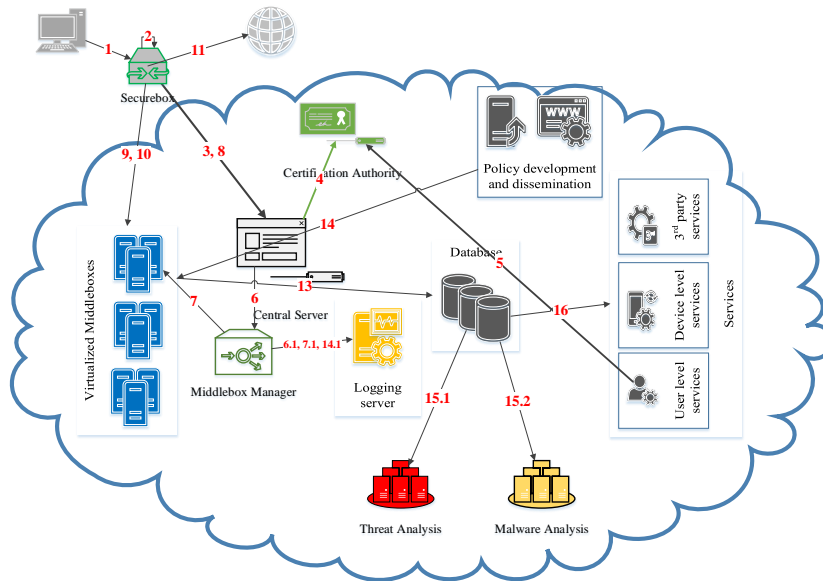 1
2
11
Securebox
9, 10
3, 8
Certification Authority
4
WWW
Policy development
and dissemination
14
Virtualized Middleboxes
13
Database
5
6
7
Central Server
6.1, 7.1, 14.1
Middlebox Manager
Logging
server
16
3rd party
services
Device level
services
User level
services
Services
15.1
15.2
Threat Analysis
Malware Analysis